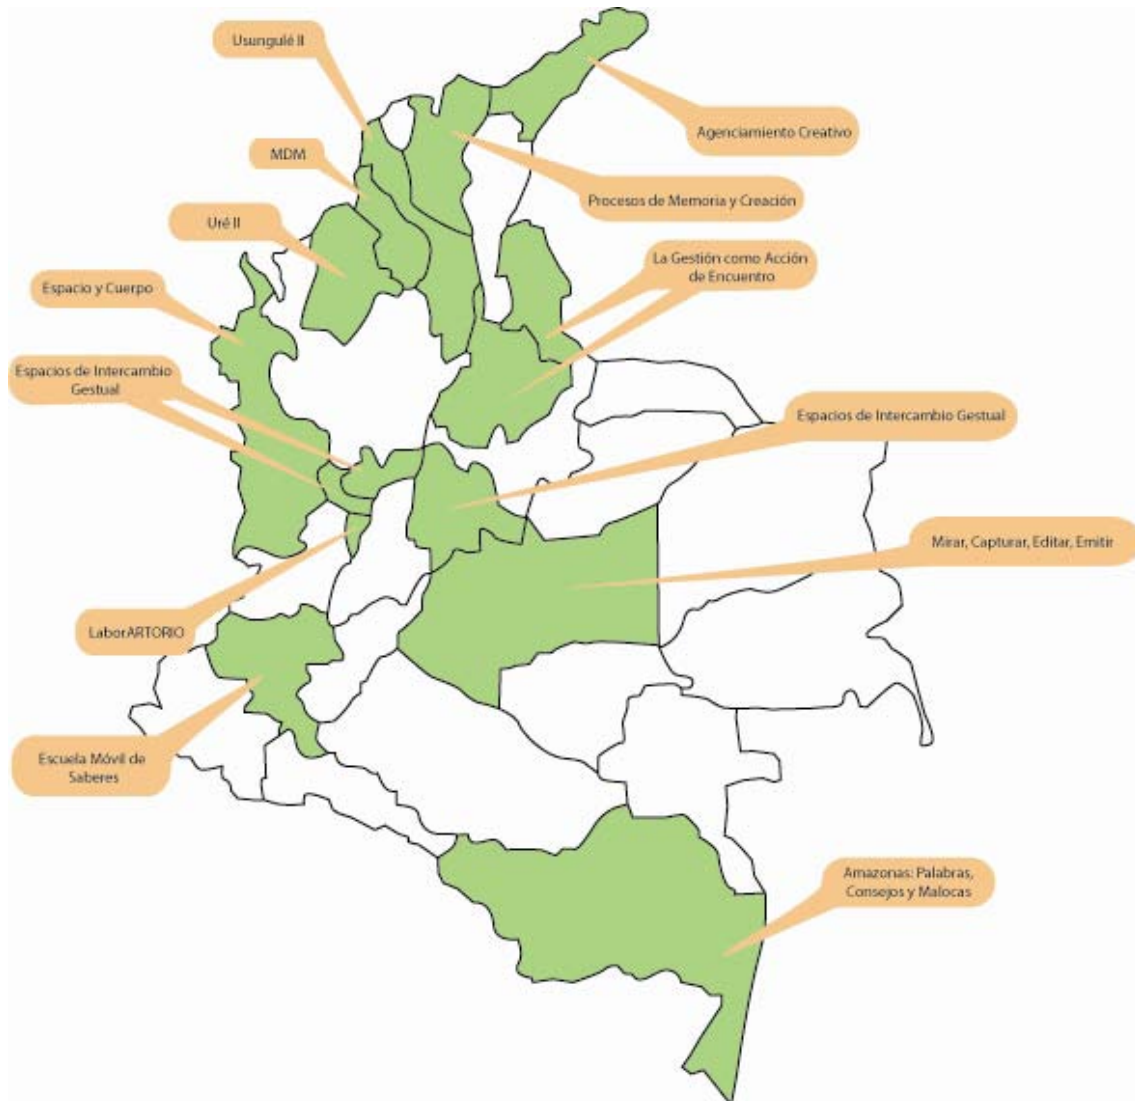 Usungulé II
Agenciamiento Creativo
MDM
Procesos de Memoria y Creación
Uré II
La Gestión como Acción
de Encuentro
Espacio y Cuerpo
Espacios de Intercambio
Gestual
Espacios de Intercambio Gestual
Mirar, Capturar, Editar, Emitir
LaborARTORIO
Escuela Móvil de
Saberes
Amazonas: Palabras,
Consejos y Malocas